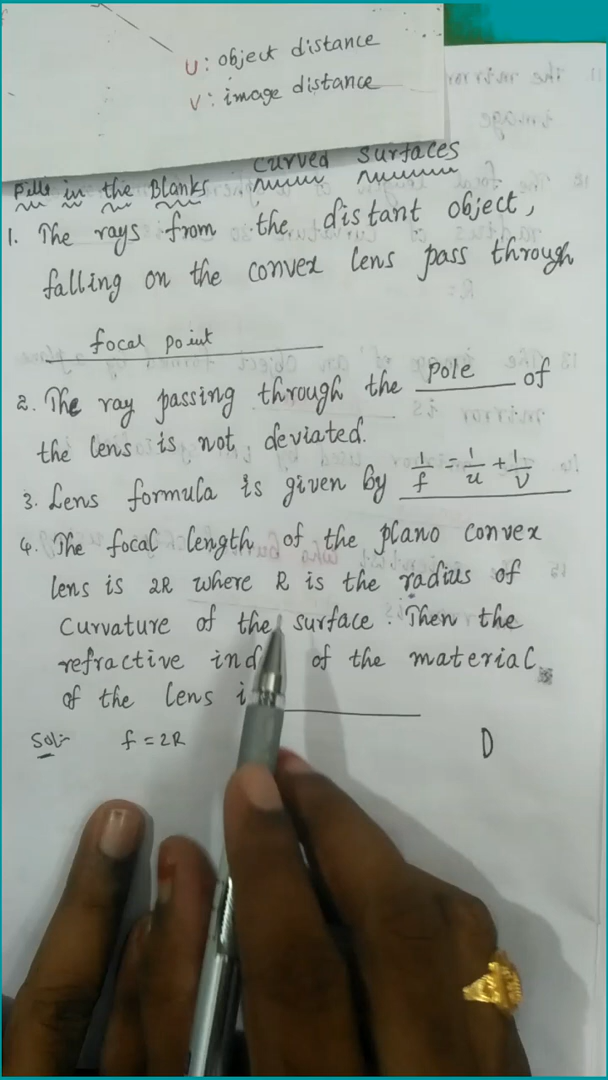 u: object distance
v: image distance
curved surfaces
Fills in the Blanks
1. The rays from the distant object,
falling on the convex lens pass through
focal point
2. The ray passing through the Pole of
the lens is not deviated.
3. Lens formula is given by 1/f = 1/u + 1/v
4. The focal length of the plano convex
lens is 2R where R is the radius of
Curvature of the surface. Then the
refractive ind of the material
of the lens i
Sol:- f = 2R